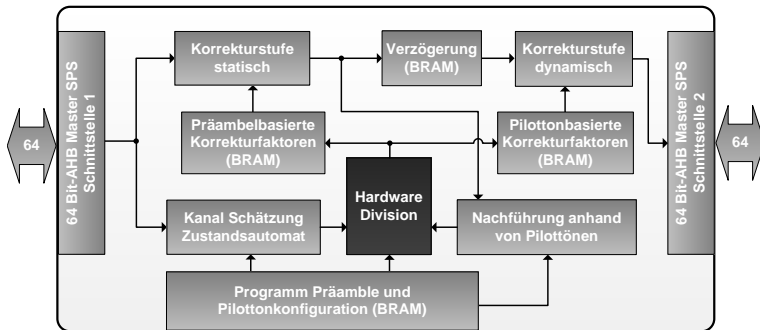 64 Bit-AHB Master SPS
Schnittstelle 1
64
Korrekturstufe
statisch
Verzögerung
(BRAM)
Korrekturstufe
dynamisch
Präambelbasierte
Korrekturfaktoren
(BRAM)
Pilottonbasierte
Korrekturfaktoren
(BRAM)
Hardware
Division
Kanal Schätzung
Zustandsautomat
Nachführung anhand
von Pilottönen
Programm Präamble und
Pilottonkonfiguration (BRAM)
64 Bit-AHB Master SPS
Schnittstelle 2
64